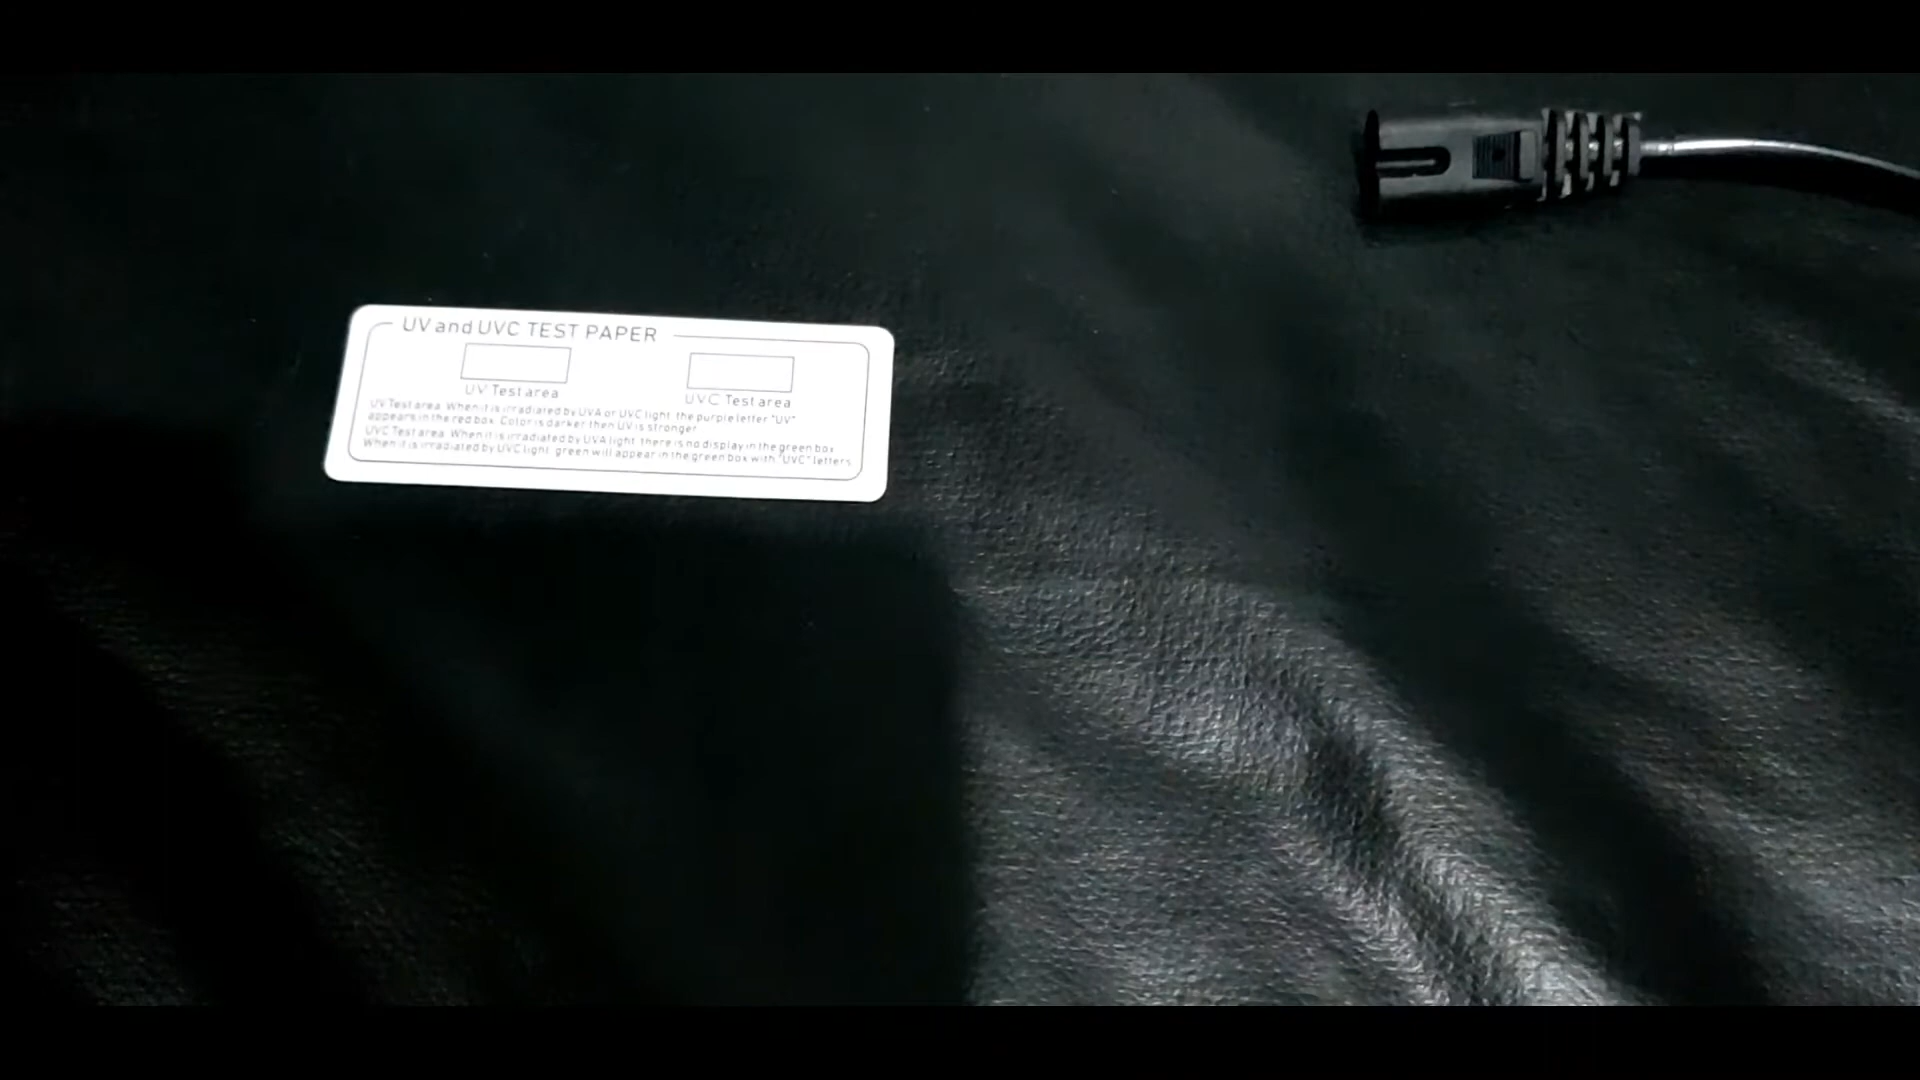 UV and UVC TEST PAPER
UV Test area
UVC Test area
UV Test area: When it is irradiated by UVA or UVC light, the purple letter "UV"
appears in the red box. Color is darker then UV is stronger
UVC Test area: When it is irradiated by UVA light, there is no display in the green box.
When it is irradiated by UVC light, green will appear in the green box with "UVC" letters